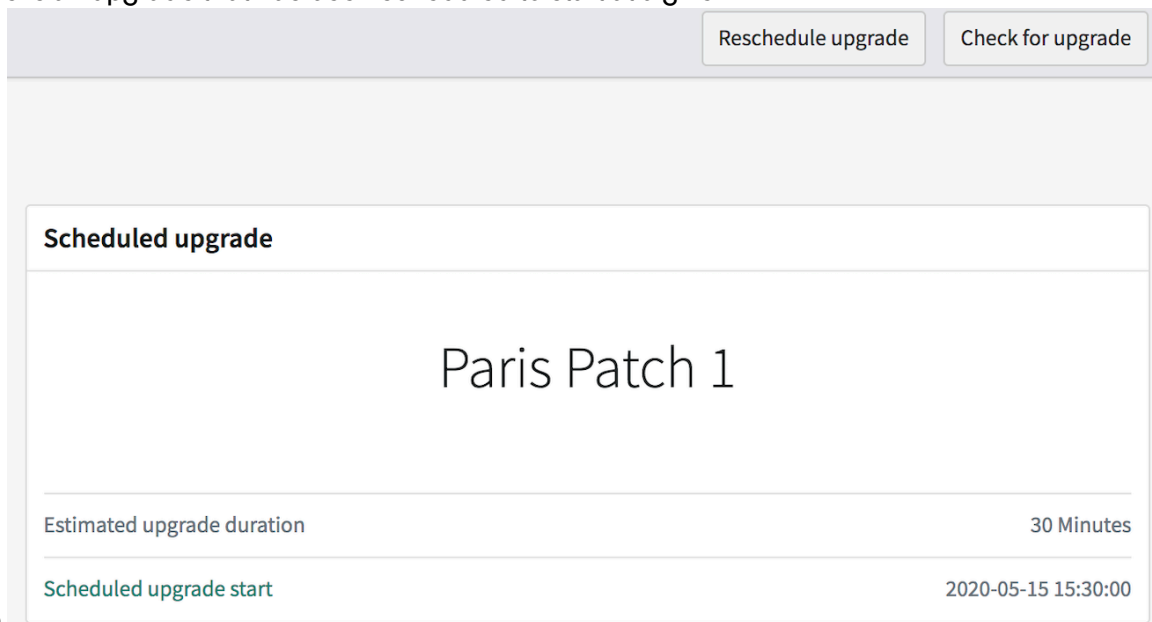 Reschedule upgrade Check for upgrade
Scheduled upgrade
Paris Patch 1
Estimated upgrade duration 30 Minutes
Scheduled upgrade start 2020-05-15 15:30:00